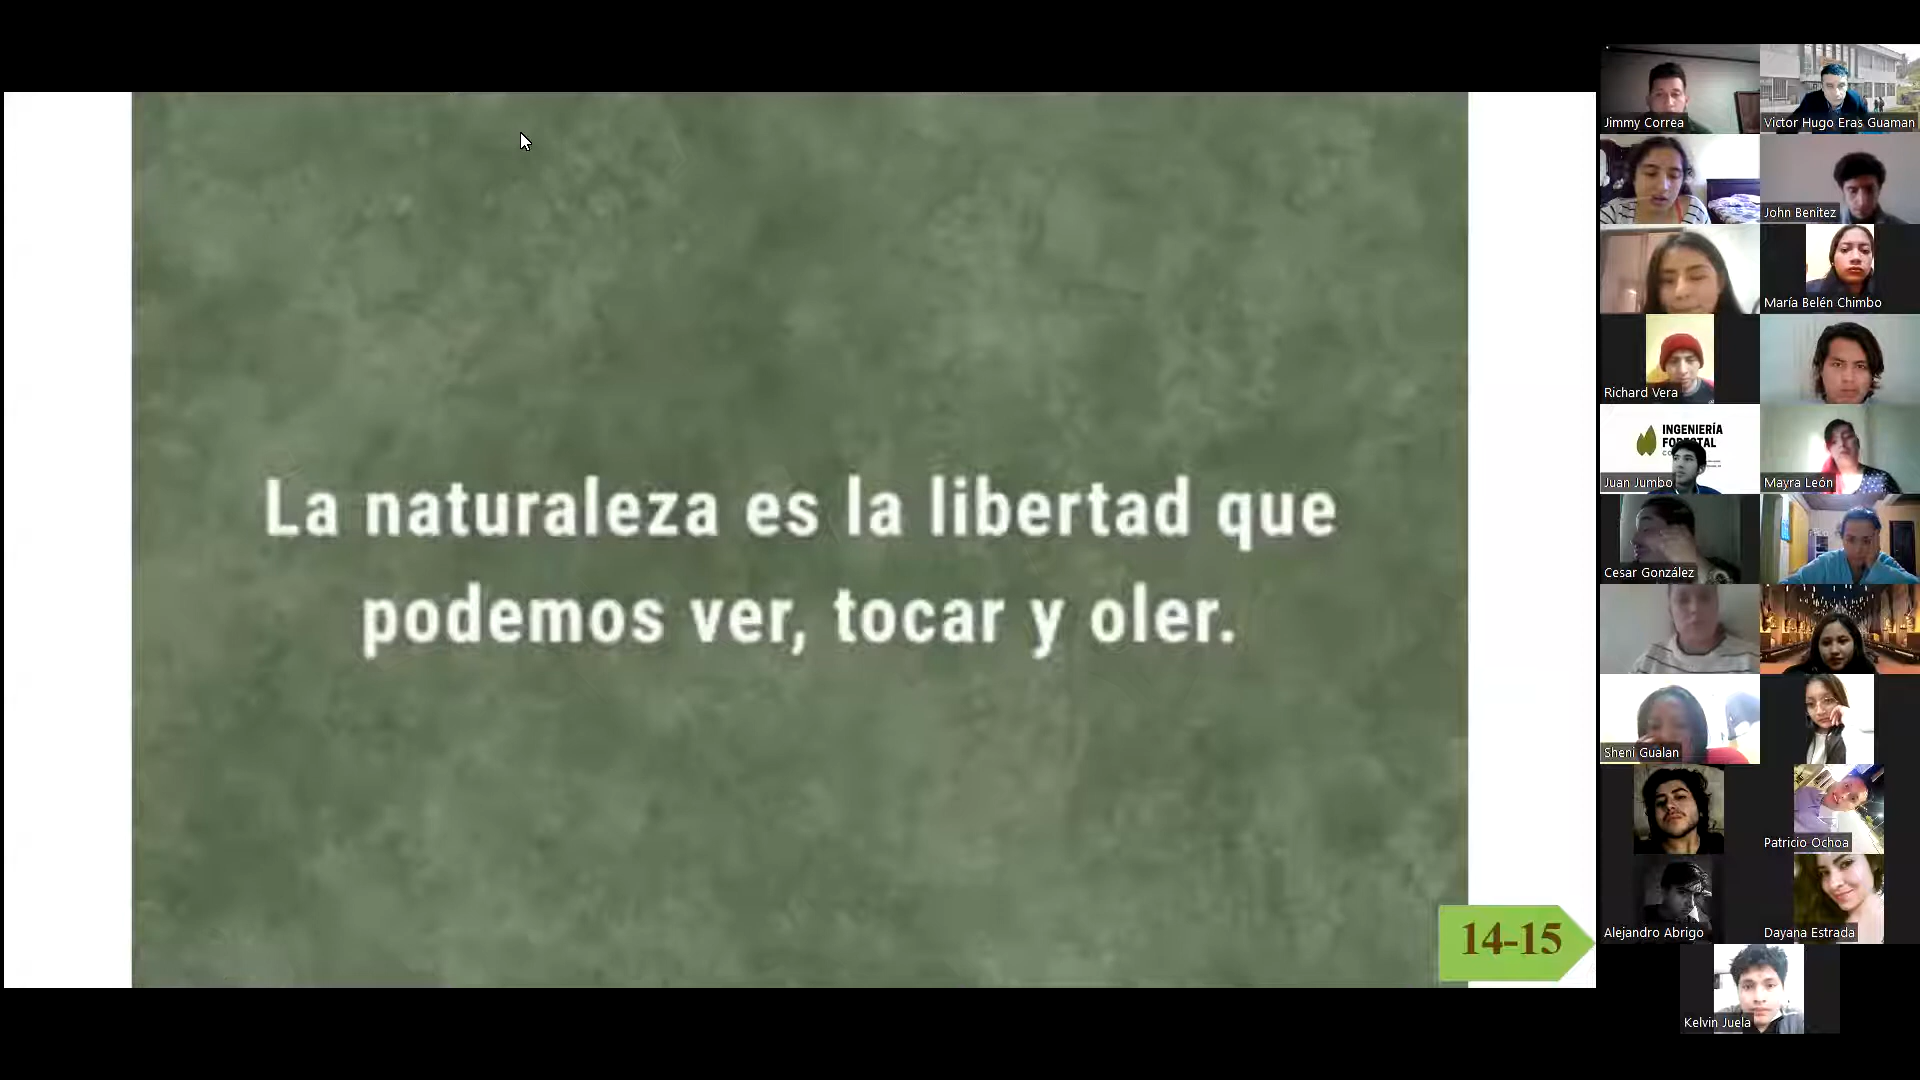 La naturaleza es la libertad que
podemos ver, tocar y oler.
14-15
Jimmy Correa
Victor Hugo Eras Guaman
John Benitez
María Belén Chimbo
Richard Vera
INGENIERÍA
Juan Jumbo
Mayra León
Cesar González
Sheni Gualan
Patricio Ochoa
Alejandro Abrigo
Dayana Estrada
Kelvin Juela